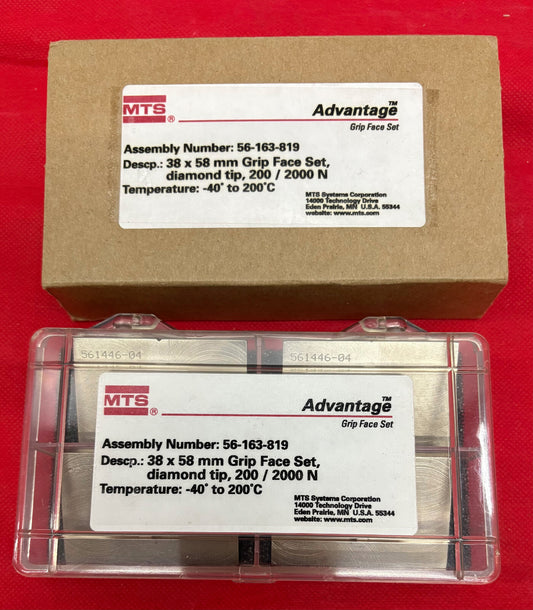 MTS ®
Advantage™
Grip Face Set
Assembly Number: 56-163-819
Descp.: 38 x 58 mm Grip Face Set,
diamond tip, 200 / 2000 N
Temperature: -40° to 200°C
MTS Systems Corporation
14000 Technology Drive
Eden Prairie, MN U.S.A. 55344
website: www.mts.com
561446-04
561446-04
MTS ®
Advantage™
Grip Face Set
Assembly Number: 56-163-819
Descp.: 38 x 58 mm Grip Face Set,
diamond tip, 200 / 2000 N
Temperature: -40° to 200°C
MTS Systems Corporation
14000 Technology Drive
Eden Prairie, MN U.S.A. 55344
website: www.mts.com